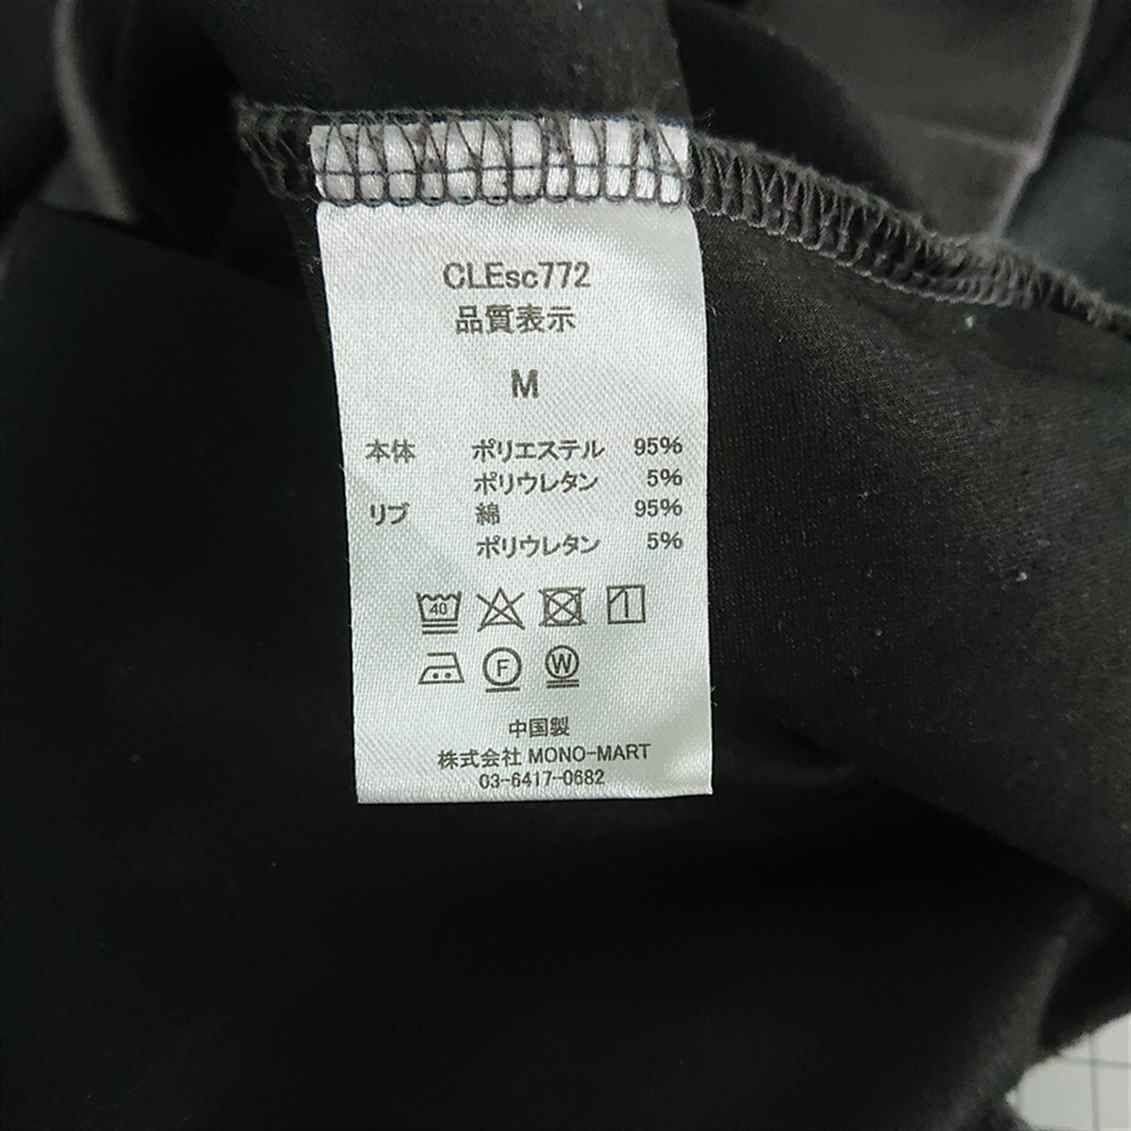 CLEsc772
品質表示
M
本体 ポリエステル 95%
ポリウレタン 5%
リブ 綿 95%
ポリウレタン 5%
40
F W
中国製
株式会社 MONO-MART
03-6417-0682